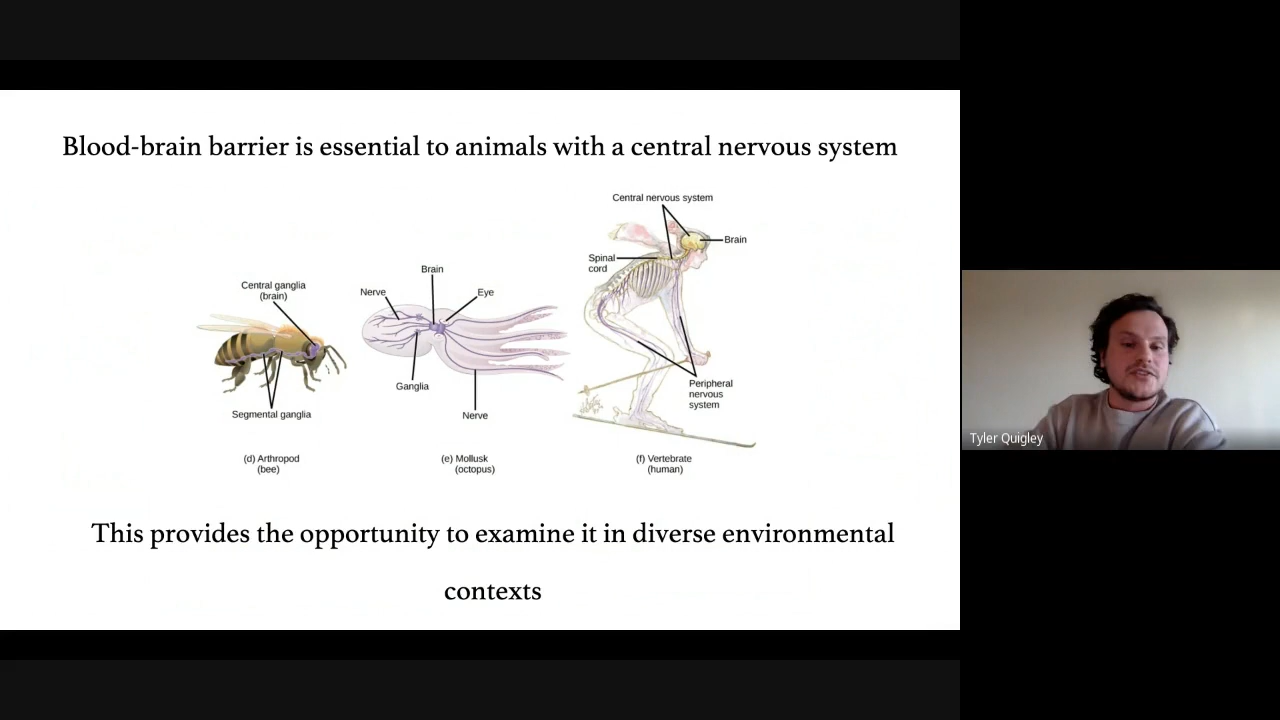 Blood-brain barrier is essential to animals with a central nervous system
Central nervous system
Brain
Spinal
cord
Brain
Nerve
Eye
Central ganglia
(brain)
Peripheral
nervous
system
Ganglia
Nerve
Segmental ganglia
(d) Arthropod
(bee)
(e) Mollusk
(octopus)
(f) Vertebrate
(human)
This provides the opportunity to examine it in diverse environmental
contexts
Tyler Quigley